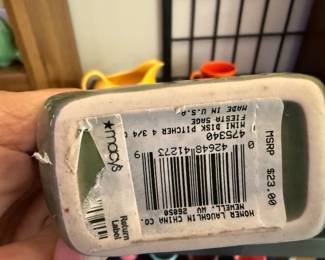 MINI DISK PITCHER 4 3/4
FIESTA SAGE
MADE IN U.S.A
475340
0 42648 41273 9
HOMER LAUGHLIN CHINA CO.
NEWELL, WV 26050
MSRP $23.00
★macy's
Return
Label